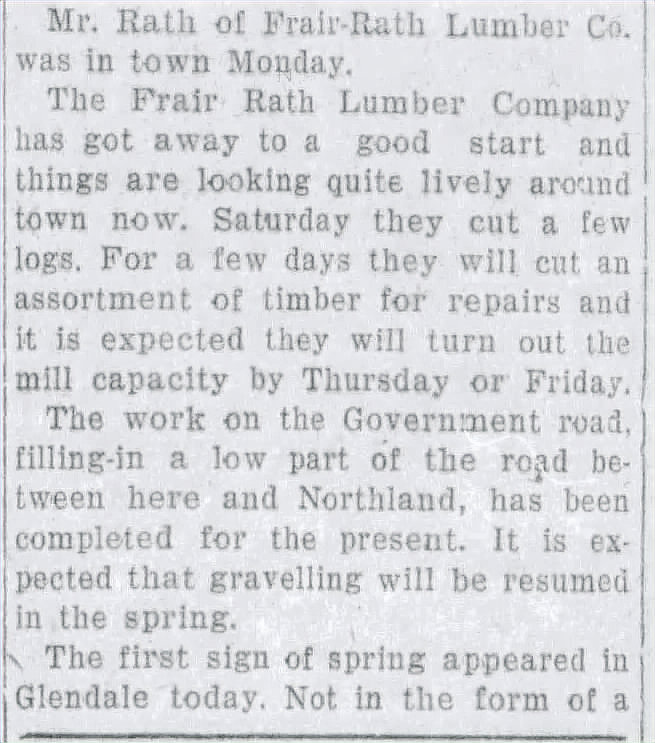 Mr. Rath of Frair-Rath Lumber Co.
was in town Monday.
The Frair Rath Lumber Company
has got away to a good start and
things are looking quite lively around
town now. Saturday they cut a few
logs. For a few days they will cut an
assortment of timber for repairs and
it is expected they will turn out the
mill capacity by Thursday or Friday.
The work on the Government road,
filling-in a low part of the road be-
tween here and Northland, has been
completed for the present. It is ex-
pected that gravelling will be resumed
in the spring.
The first sign of spring appeared in
Glendale today. Not in the form of a